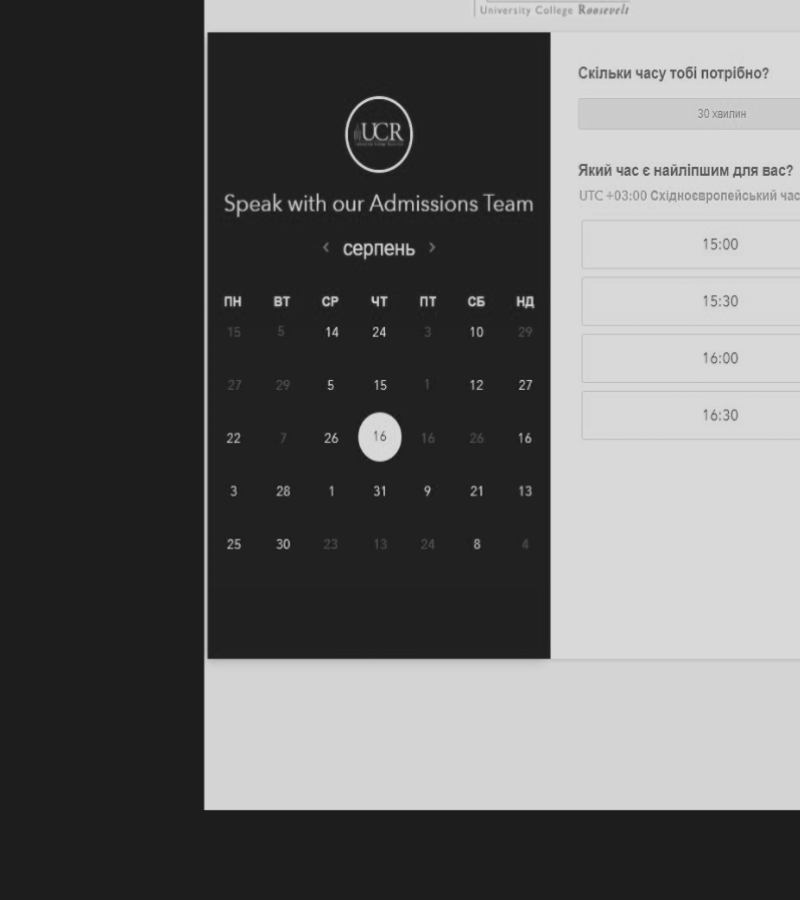 University College Roosevelt
UCR
Speak with our Admissions Team
‹ серпень ›
ПН ВТ СР ЧТ ПТ СБ НД
15 5 14 24 3 10 29
27 29 5 15 1 12 27
22 7 26 16 16 26 16
3 28 1 31 9 21 13
25 30 23 13 24 8 4
Скільки часу тобі потрібно?
30 хвилин
Який час є найліпшим для вас?
UTC +03:00 Східноєвропейський час
15:00
15:30
16:00
16:30